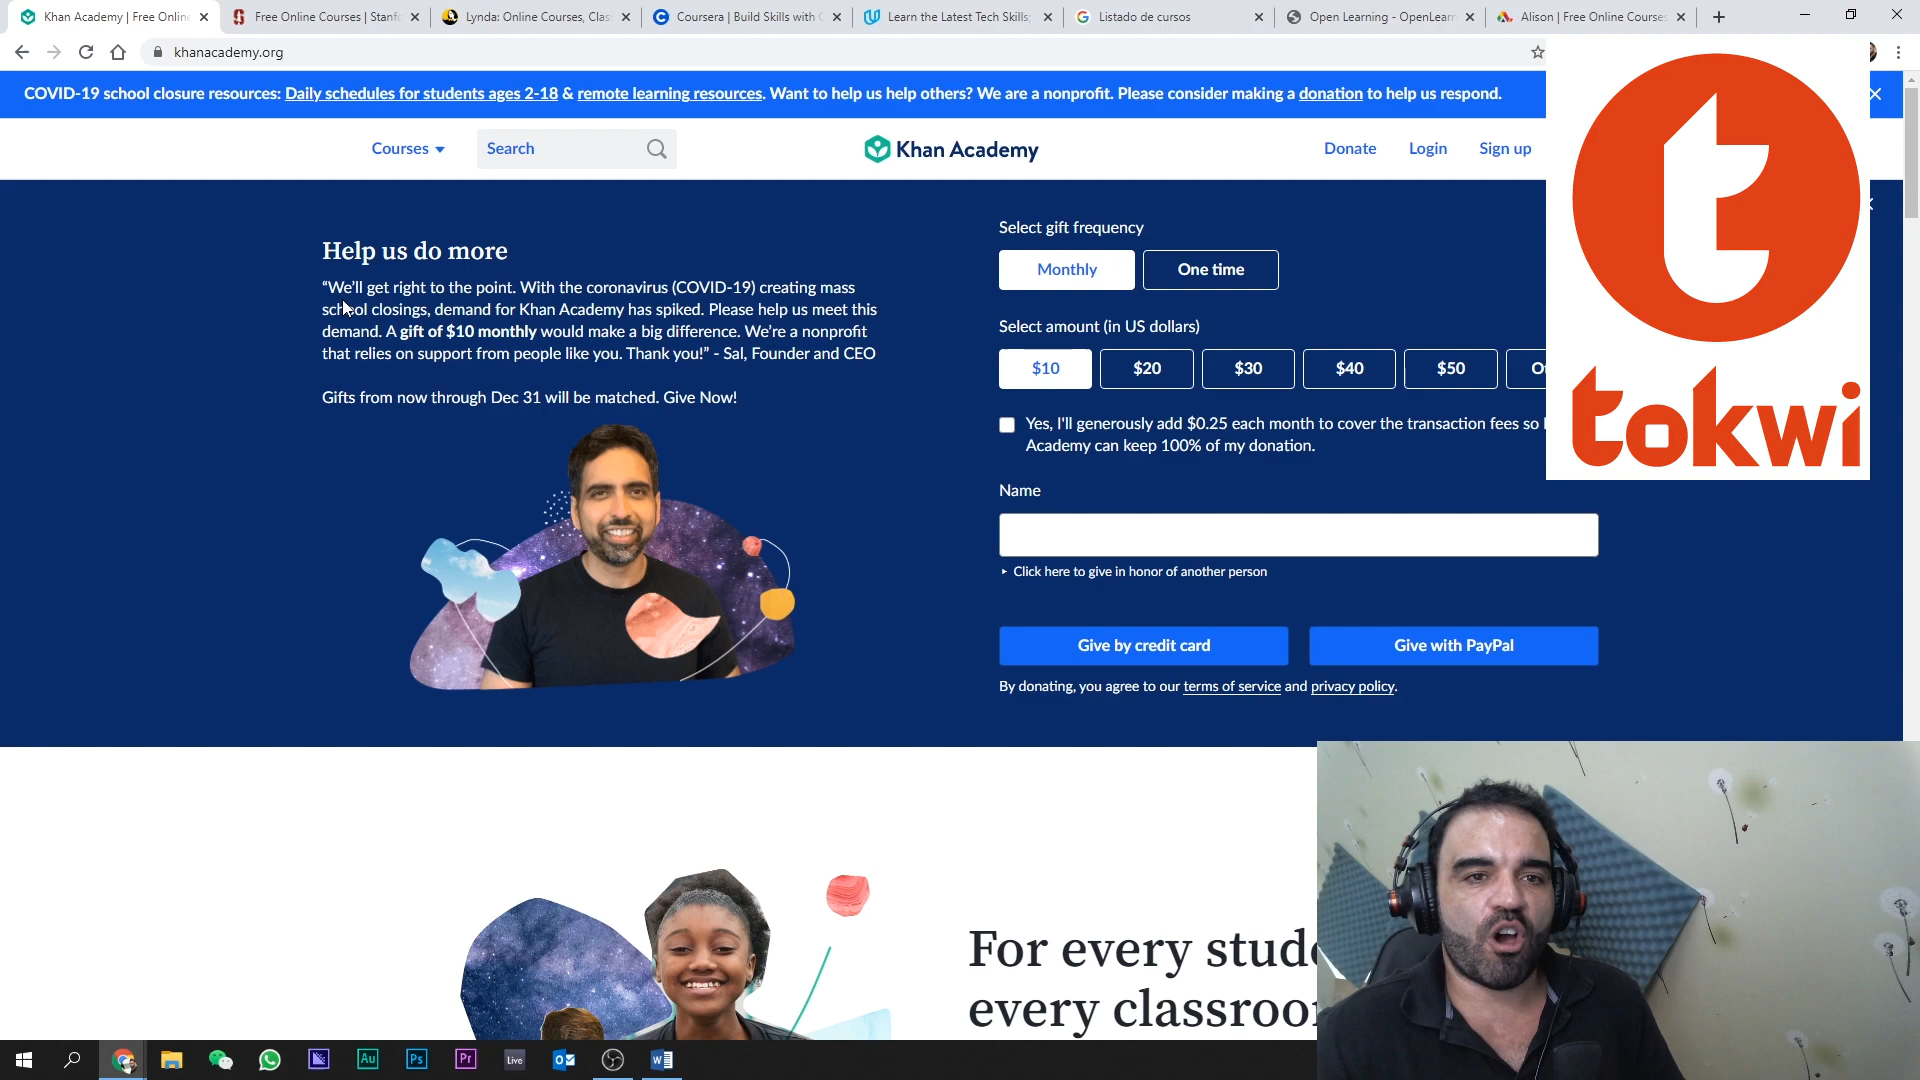 Khan Academy | Free Online
Free Online Courses | Stanfo
Lynda: Online Courses, Clas
Coursera | Build Skills with
Learn the Latest Tech Skills;
Listado de cursos
Open Learning - OpenLearn
Alison | Free Online Courses
khanacademy.org
COVID-19 school closure resources: Daily schedules for students ages 2-18 & remote learning resources. Want to help us help others? We are a nonprofit. Please consider making a donation to help us respond.
Courses
Search
Khan Academy
Donate
Login
Sign up
Help us do more
“We’ll get right to the point. With the coronavirus (COVID-19) creating mass
school closings, demand for Khan Academy has spiked. Please help us meet this
demand. A gift of $10 monthly would make a big difference. We’re a nonprofit
that relies on support from people like you. Thank you!” - Sal, Founder and CEO
Gifts from now through Dec 31 will be matched. Give Now!
Select gift frequency
Monthly
One time
Select amount (in US dollars)
$10
$20
$30
$40
$50
Yes, I'll generously add $0.25 each month to cover the transaction fees so
Academy can keep 100% of my donation.
Name
Click here to give in honor of another person
Give by credit card
Give with PayPal
By donating, you agree to our terms of service and privacy policy.
t
tokwi
For every stude
every classroo
Au
Ps
Pr
Live